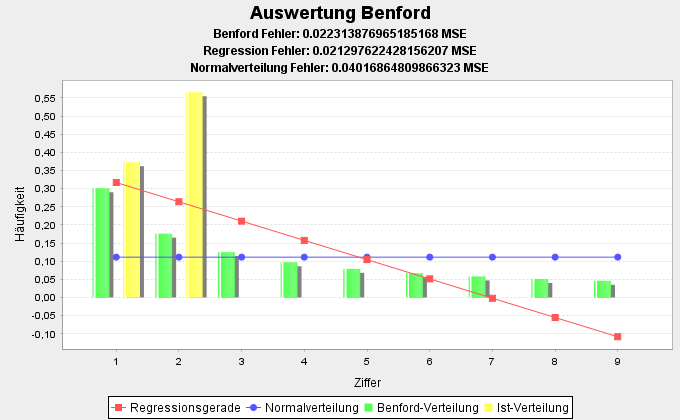 Auswertung Benford
Benford Fehler: 0.022313876965185168 MSE
Regression Fehler: 0.021297622428156207 MSE
Normalverteilung Fehler: 0.04016864809866323 MSE
Häufigkeit
0,55
0,50
0,45
0,40
0,35
0,30
0,25
0,20
0,15
0,10
0,05
0,00
-0,05
-0,10
1 2 3 4 5 6 7 8 9
Ziffer
Regressionsgerade Normalverteilung Benford-Verteilung Ist-Verteilung